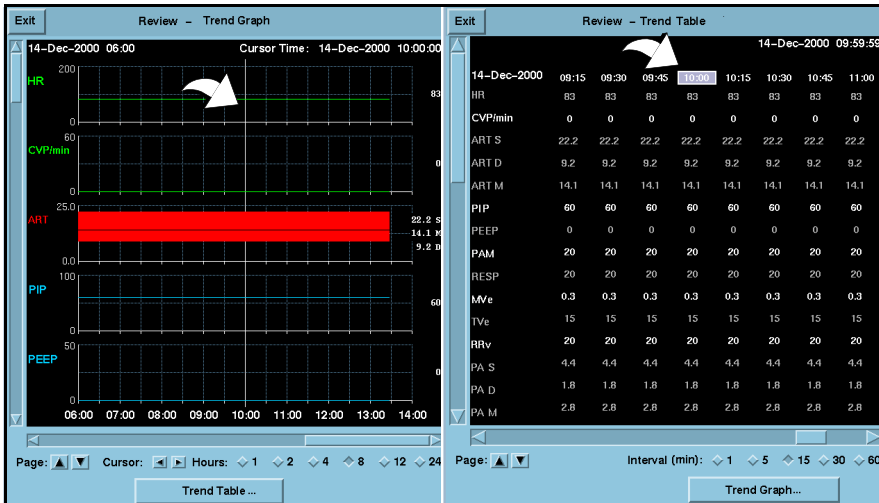 Exit Review - Trend Graph
14-Dec-2000 06:00 Cursor Time: 14-Dec-2000 10:00:00
HR 200 0 83
CVP/min 60 0 0
ART 25.0 0.0 22.2 S
14.1 M
9.2 D
PIP 100 0 60
PEEP 50 0 0
06:00 07:00 08:00 09:00 10:00 11:00 12:00 13:00 14:00
Page: Cursor: Hours: 1 2 4 8 12 24
Trend Table ...
Exit Review - Trend Table
14-Dec-2000 09:59:59
14-Dec-2000 09:15 09:30 09:45 10:00 10:15 10:30 10:45 11:00
HR 83 83 83 83 83 83 83 83
CVP/min 0 0 0 0 0 0 0 0
ART S 22.2 22.2 22.2 22.2 22.2 22.2 22.2 22.2
ART D 9.2 9.2 9.2 9.2 9.2 9.2 9.2 9.2
ART M 14.1 14.1 14.1 14.1 14.1 14.1 14.1 14.1
PIP 60 60 60 60 60 60 60 60
PEEP 0 0 0 0 0 0 0 0
PAM 20 20 20 20 20 20 20 20
RESP 20 20 20 20 20 20 20 20
MVe 0.3 0.3 0.3 0.3 0.3 0.3 0.3 0.3
TVe 15 15 15 15 15 15 15 15
RRv 20 20 20 20 20 20 20 20
PA S 4.4 4.4 4.4 4.4 4.4 4.4 4.4 4.4
PA D 1.8 1.8 1.8 1.8 1.8 1.8 1.8 1.8
PA M 2.8 2.8 2.8 2.8 2.8 2.8 2.8 2.8
Page: Interval (min): 1 5 15 30 60
Trend Graph...